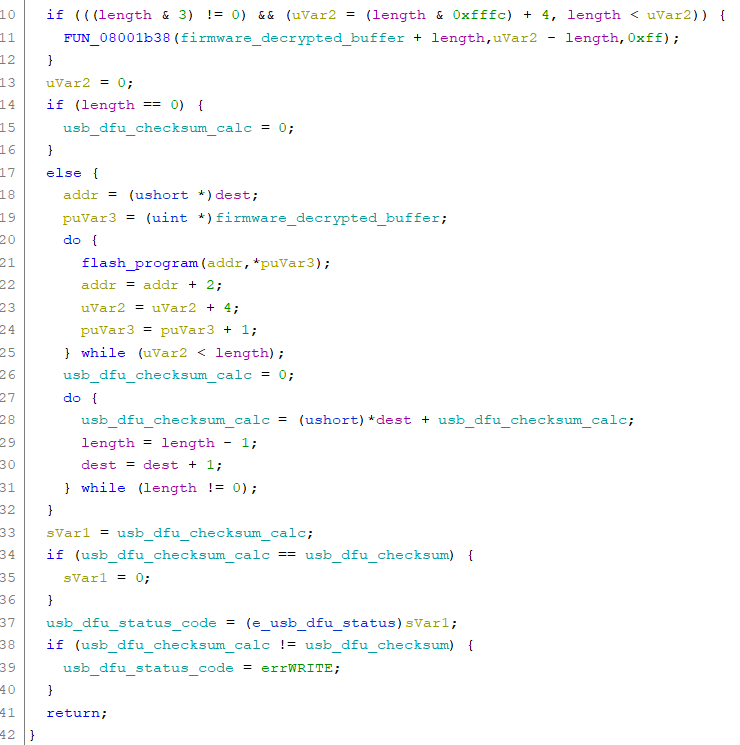 10 if (((length & 3) != 0) && (uVar2 = (length & 0xfffc) + 4, length < uVar2)) {
11 FUN_08001b38(firmware_decrypted_buffer + length,uVar2 - length,0xff);
12 }
13 uVar2 = 0;
14 if (length == 0) {
15 usb_dfu_checksum_calc = 0;
16 }
17 else {
18 addr = (ushort *)dest;
19 puVar3 = (uint *)firmware_decrypted_buffer;
20 do {
21 flash_program(addr,*puVar3);
22 addr = addr + 2;
23 uVar2 = uVar2 + 4;
24 puVar3 = puVar3 + 1;
25 } while (uVar2 < length);
26 usb_dfu_checksum_calc = 0;
27 do {
28 usb_dfu_checksum_calc = (ushort)*dest + usb_dfu_checksum_calc;
29 length = length - 1;
30 dest = dest + 1;
31 } while (length != 0);
32 }
33 sVar1 = usb_dfu_checksum_calc;
34 if (usb_dfu_checksum_calc == usb_dfu_checksum) {
35 sVar1 = 0;
36 }
37 usb_dfu_status_code = (e_usb_dfu_status)sVar1;
38 if (usb_dfu_checksum_calc != usb_dfu_checksum) {
39 usb_dfu_status_code = errWRITE;
40 }
41 return;
42 }